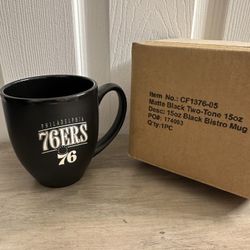 PHILADELPHIA
76ERS
76
Item No.: CF1376-05
Matte Black Two-Tone 15oz
Desc: 15oz Black Bistro Mug
PO#: 174003
Q'ty:1PC